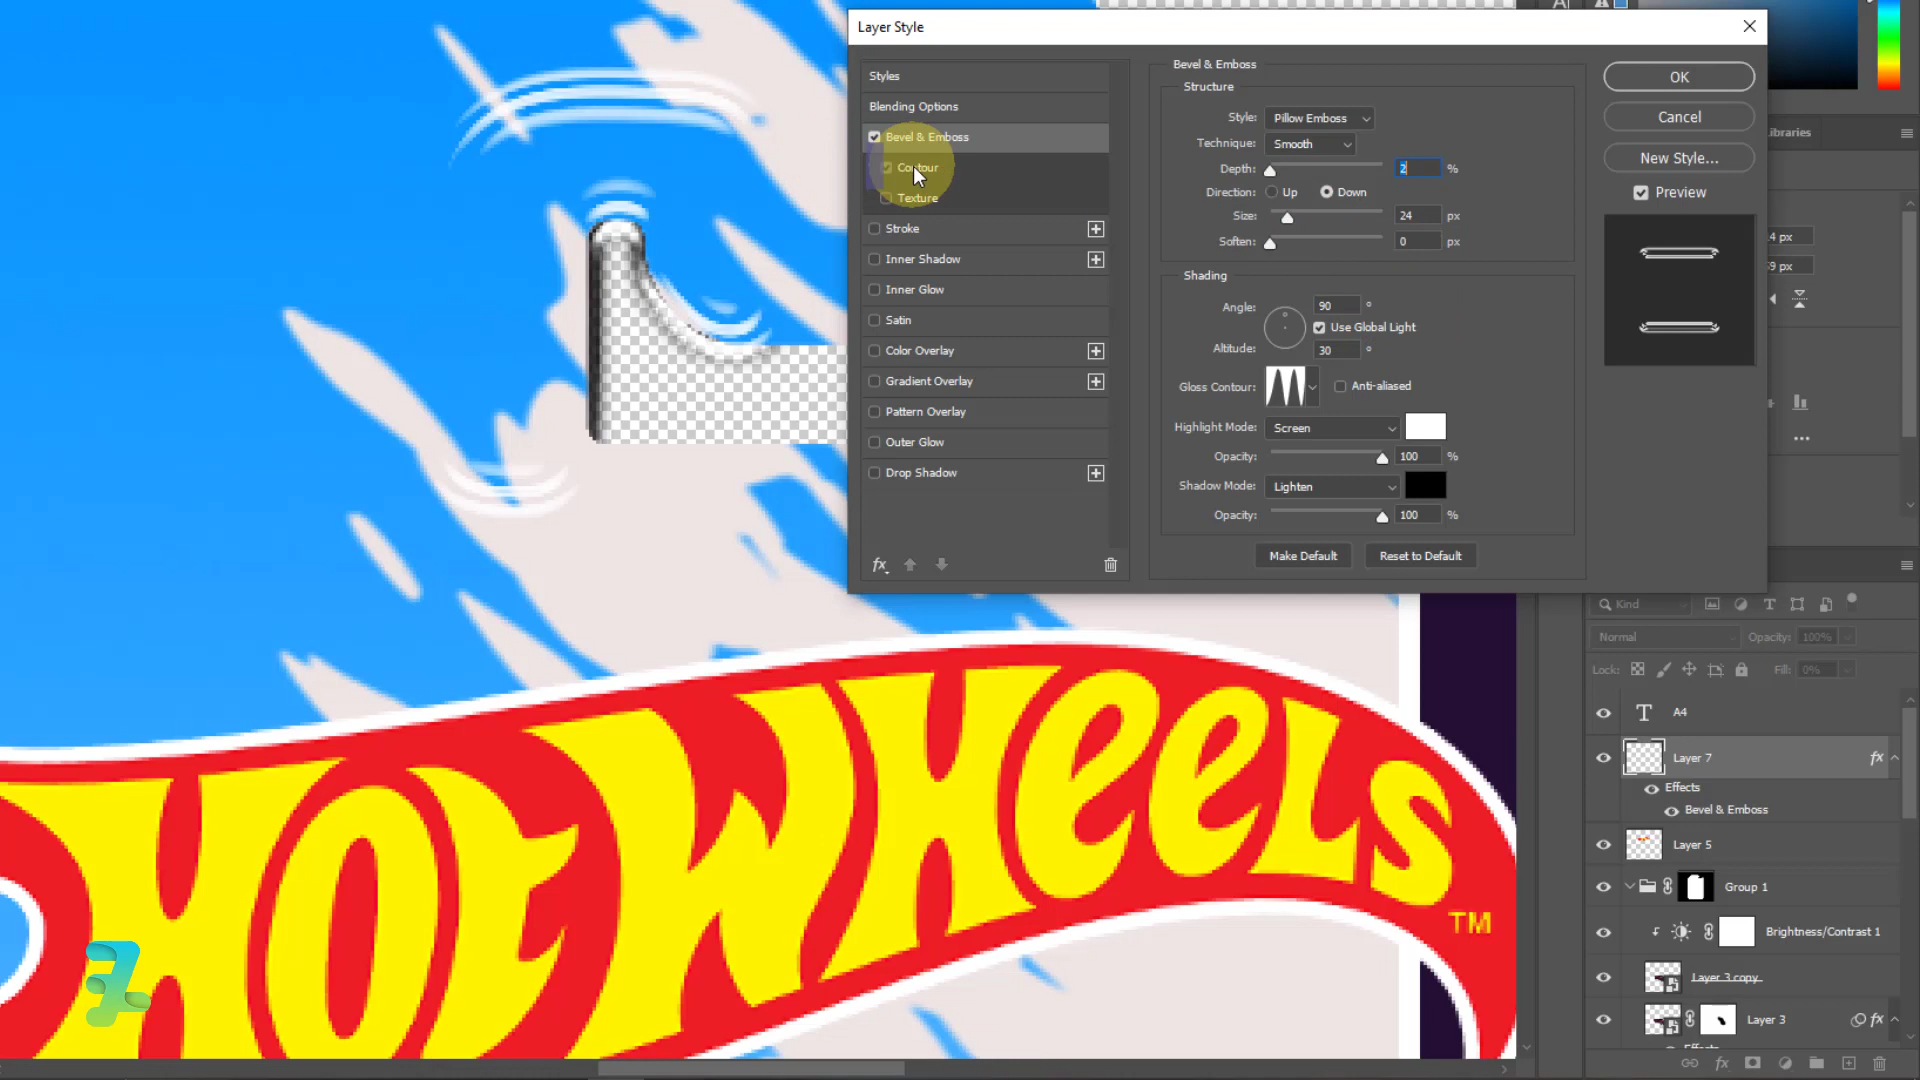 Layer Style
Styles
Blending Options
Bevel & Emboss
Contour
Texture
Stroke
Inner Shadow
Inner Glow
Satin
Color Overlay
Gradient Overlay
Pattern Overlay
Outer Glow
Drop Shadow
fx
Bevel & Emboss
Structure
Style: Pillow Emboss
Technique: Smooth
Depth: 2 %
Direction: Up Down
Size: 24 px
Soften: 0 px
Shading
Angle: 90 °
Use Global Light
Altitude: 30 °
Gloss Contour: Anti-aliased
Highlight Mode: Screen
Opacity: 100 %
Shadow Mode: Lighten
Opacity: 100 %
Make Default Reset to Default
OK
Cancel
New Style...
Preview
Libraries
Kind
Normal Opacity: 100%
Lock: Fill: 0%
T A4
Layer 7 fx
Effects
Bevel & Emboss
Layer 5
Group 1
Brightness/Contrast 1
Layer 3 copy
Layer 3 fx
fx
HOT WHEELS
TM